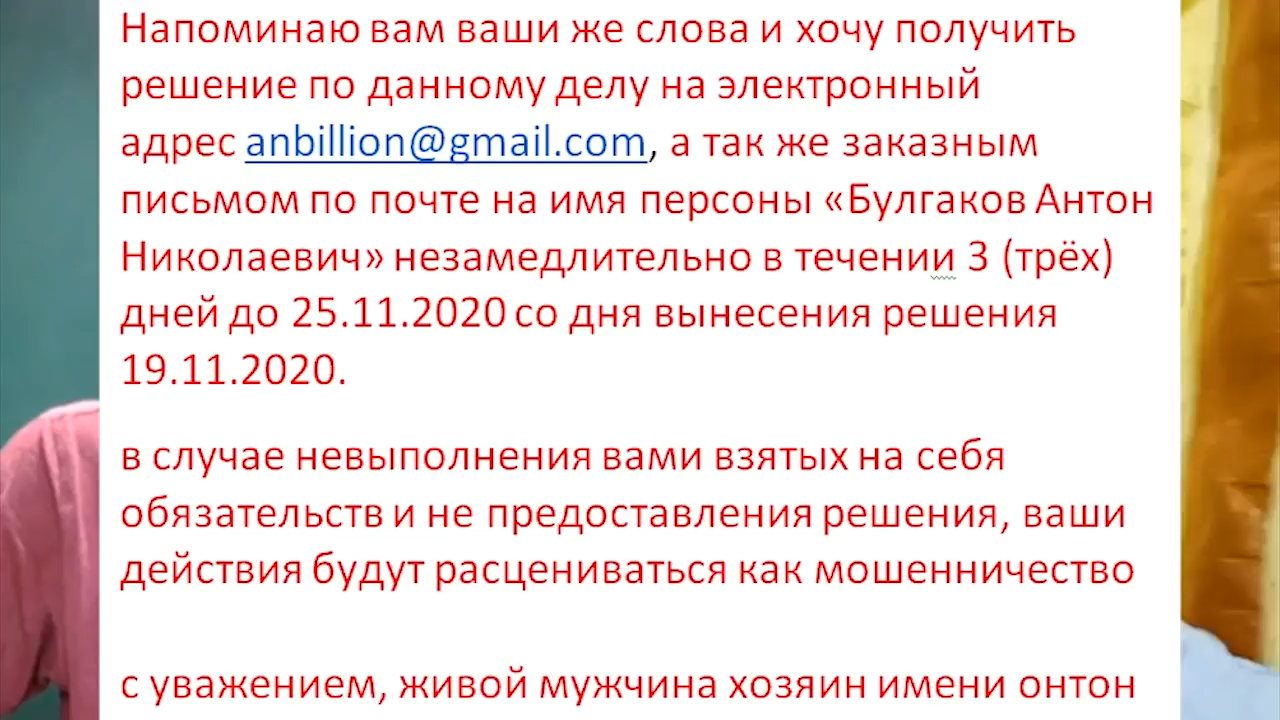 Напоминаю вам ваши же слова и хочу получить
решение по данному делу на электронный
адрес anbillion@gmail.com, а так же заказным
письмом по почте на имя персоны «Булгаков Антон
Николаевич» незамедлительно в течении 3 (трёх)
дней до 25.11.2020 со дня вынесения решения
19.11.2020.
в случае невыполнения вами взятых на себя
обязательств и не предоставления решения, ваши
действия будут расцениваться как мошенничество
с уважением, живой мужчина хозяин имени онтон